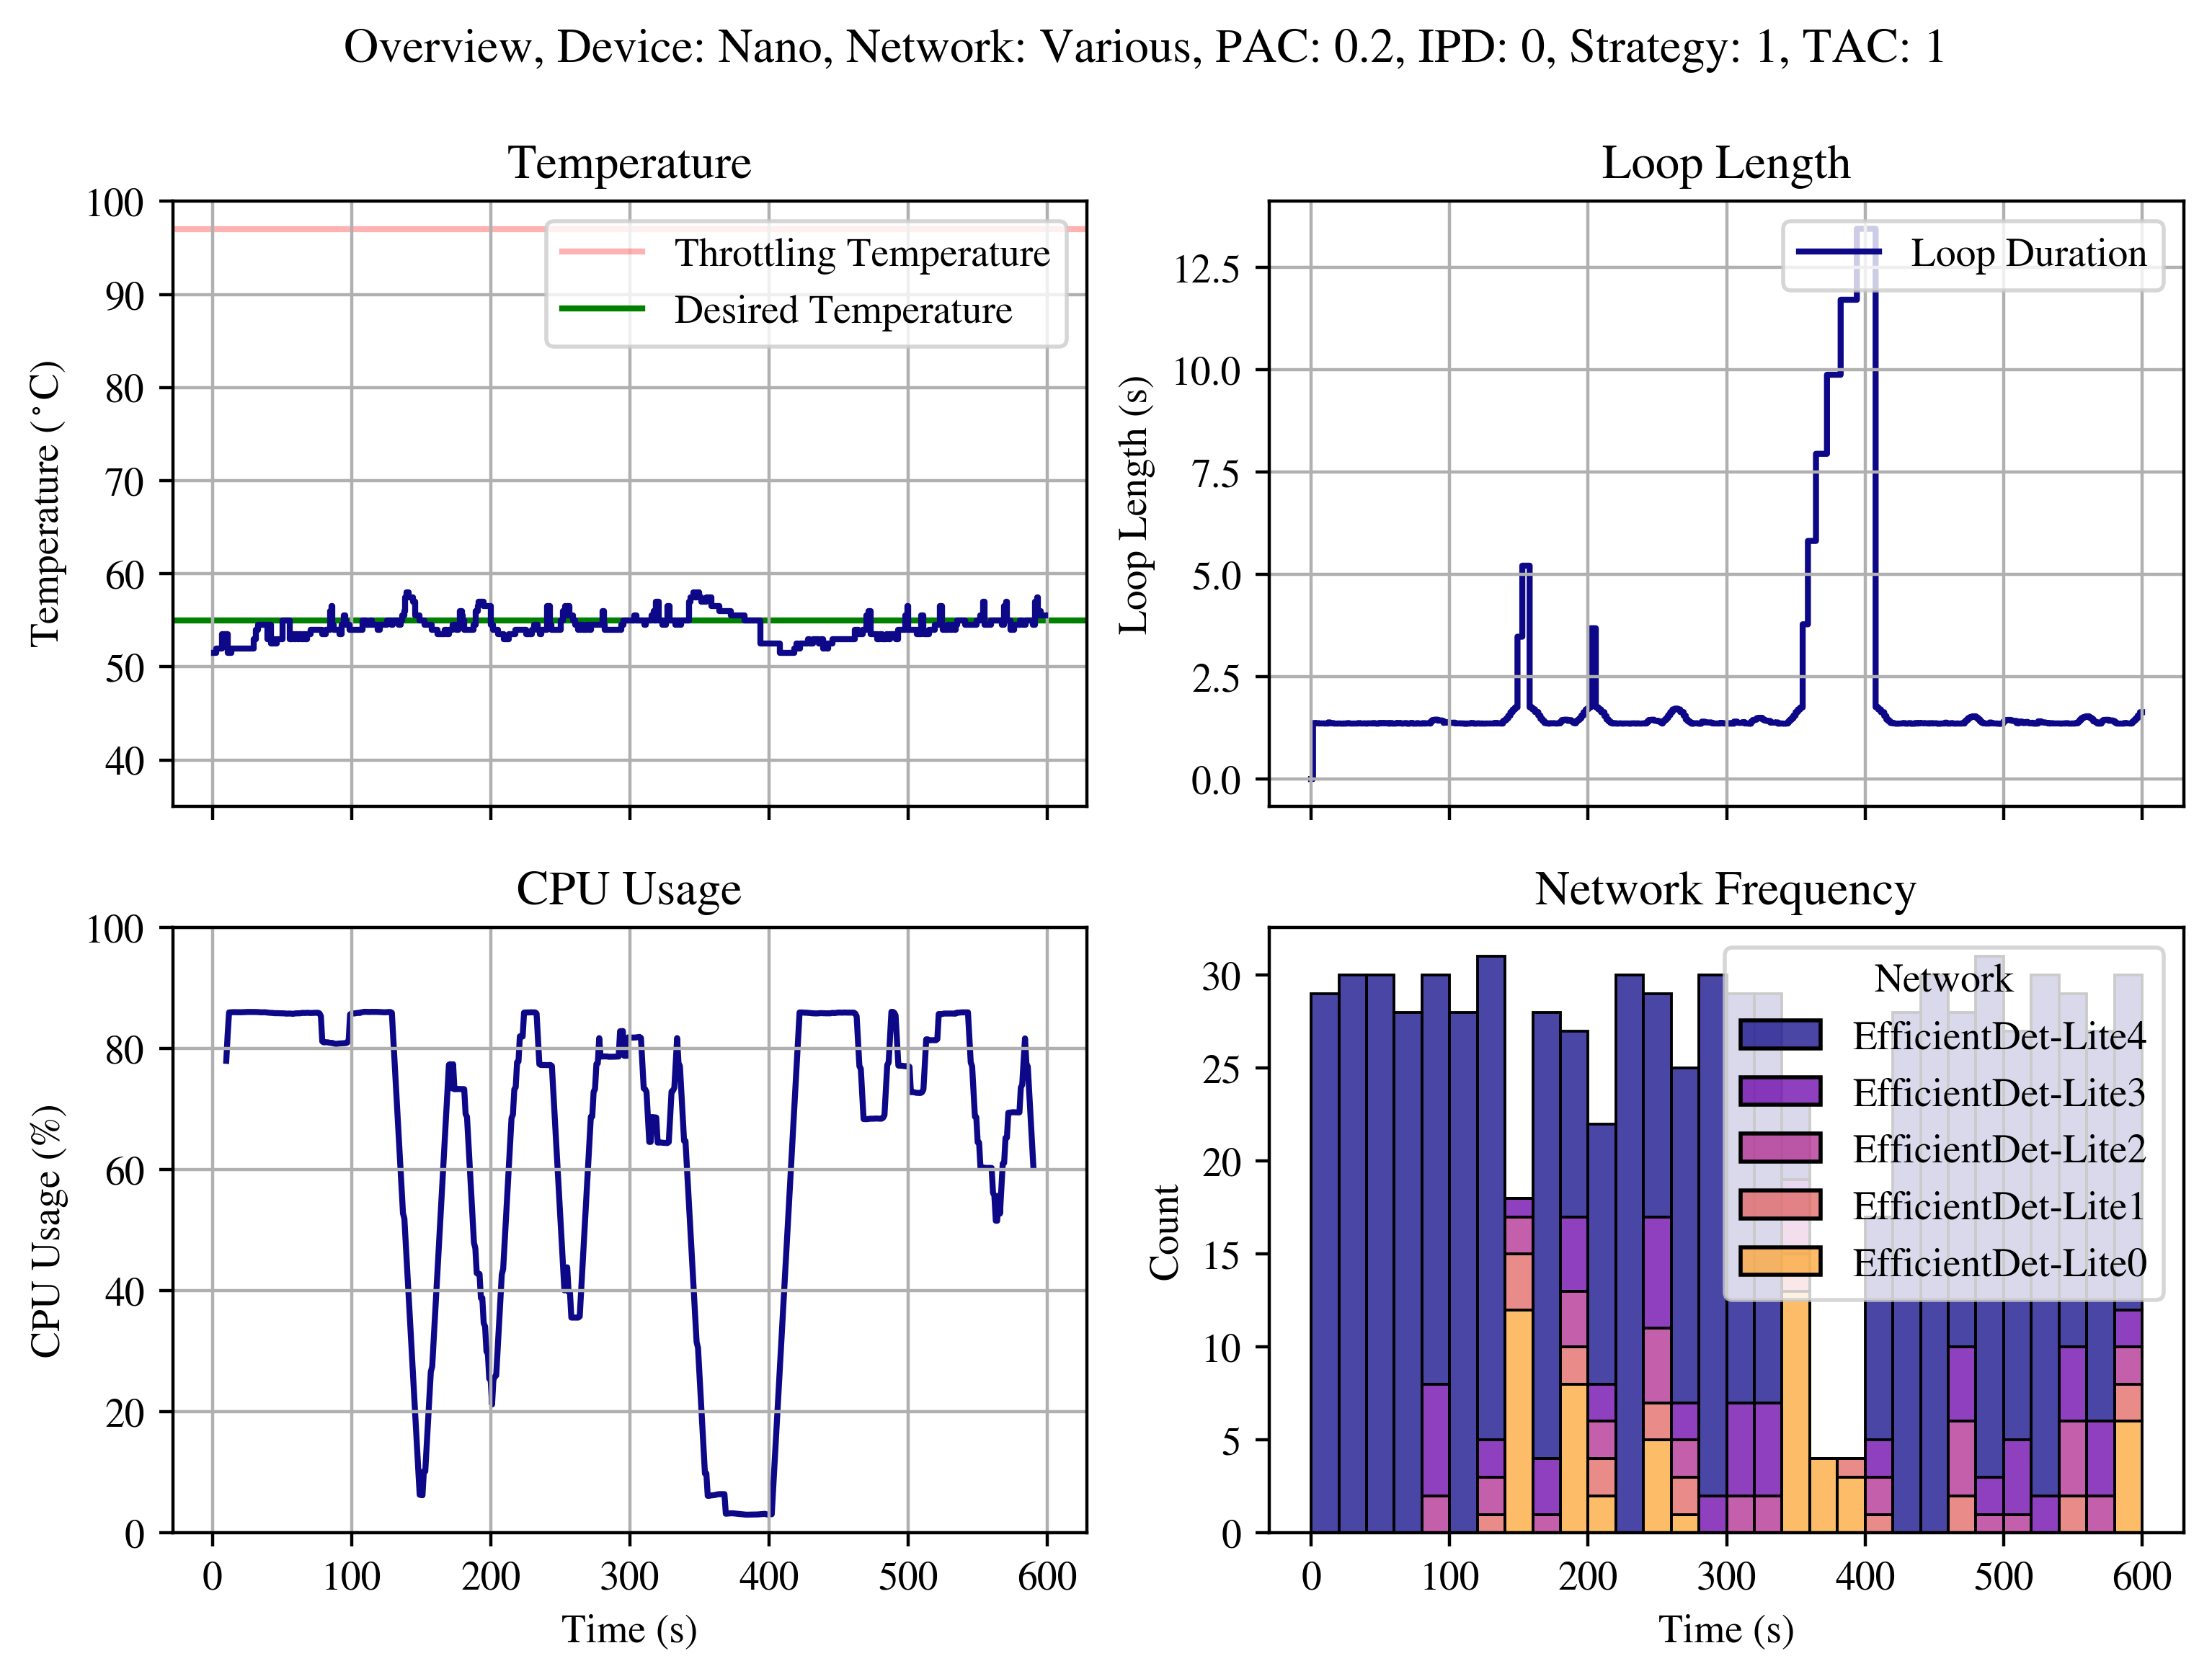 Overview, Device: Nano, Network: Various, PAC: 0.2, IPD: 0, Strategy: 1, TAC: 1
Temperature
100
90
80
70
60
50
40
Temperature (°C)
Throttling Temperature
Desired Temperature
Loop Length
12.5
10.0
7.5
5.0
2.5
0.0
Loop Length (s)
Loop Duration
CPU Usage
100
80
60
40
20
0
CPU Usage (%)
0 100 200 300 400 500 600
Time (s)
Network Frequency
30
25
20
15
10
5
0
Count
Network
EfficientDet-Lite4
EfficientDet-Lite3
EfficientDet-Lite2
EfficientDet-Lite1
EfficientDet-Lite0
0 100 200 300 400 500 600
Time (s)